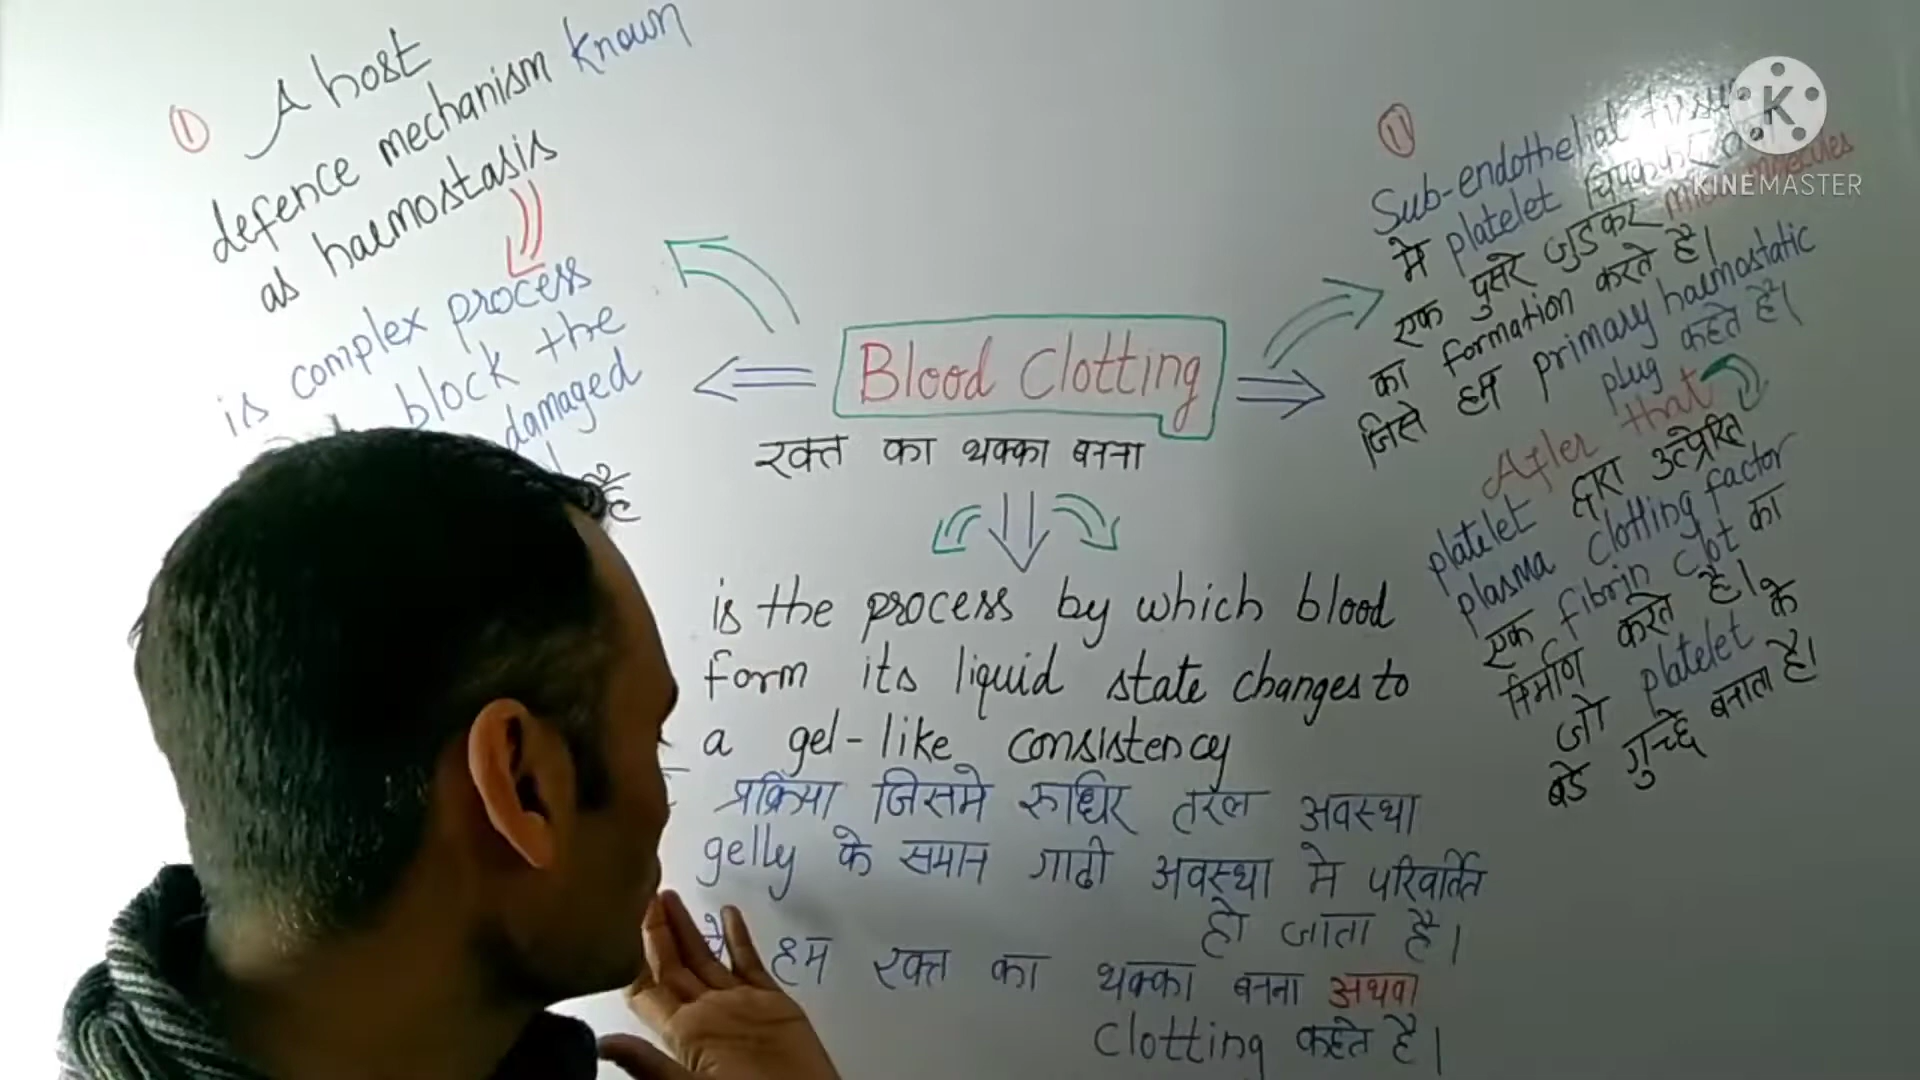 ①
A host
defence mechanism known
as haemostasis
is complex process
block the
damaged
है
Blood Clotting
रक्त का थक्का बनना
is the process by which blood
form its liquid state changes to
a gel-like consistency
प्रक्रिया जिसमे रुधिर तरल अवस्था
gelly के समान गाढी अवस्था मे परिवर्तित
हो जाता है।
हम रक्त का थक्का बनना अथवा
clotting कहते है।
11
Sub-endothelial tissue
मे platelet चिपककर
एक दुसरे जुडकर molecules
का formation करते है।
जिसे हम primary haemostatic
plug कहते है।
After that
platelet द्वारा उत्प्रेरित
plasma clotting factor
एक fibrin clot का
निर्माण करते है।
जो platelet के
बडे गुच्छे बनाता है।
K
KINEMASTER